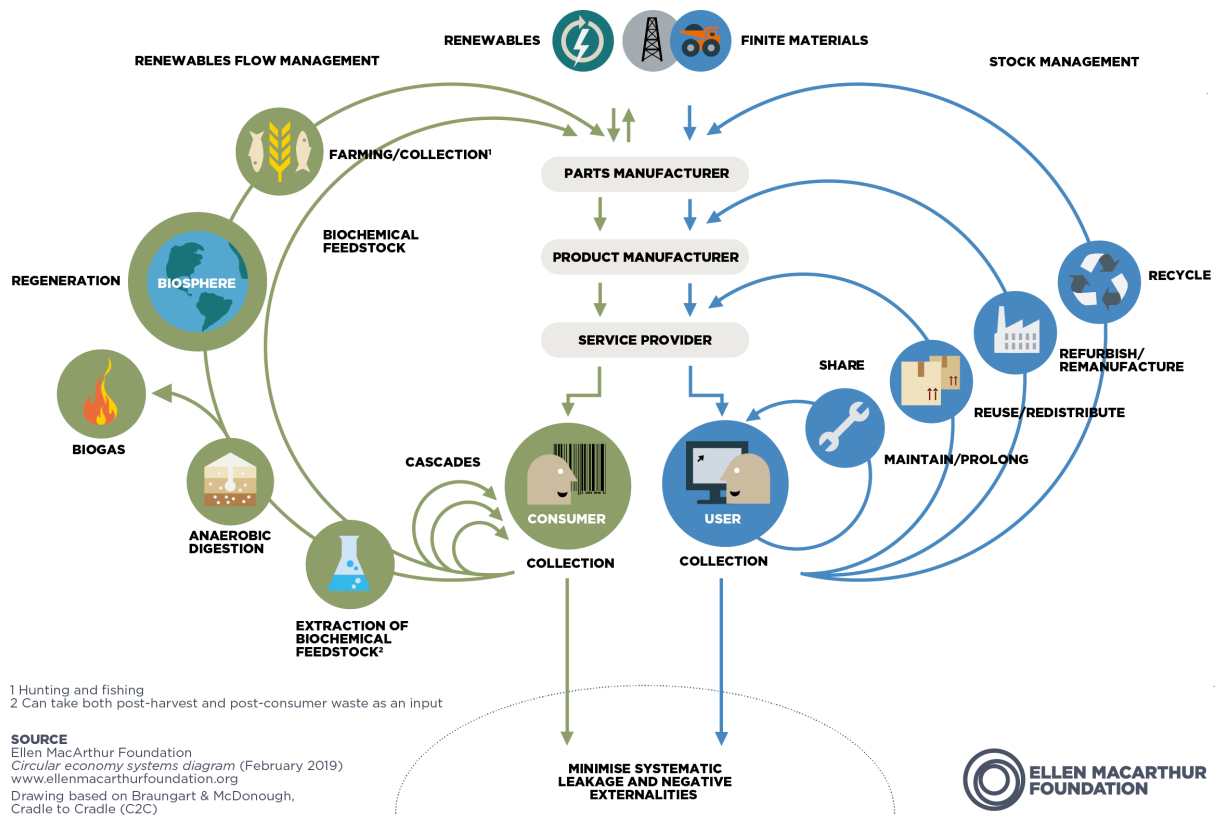 RENEWABLES
FINITE MATERIALS
RENEWABLES FLOW MANAGEMENT
STOCK MANAGEMENT
FARMING/COLLECTION¹
PARTS MANUFACTURER
BIOCHEMICAL
FEEDSTOCK
PRODUCT MANUFACTURER
REGENERATION
BIOSPHERE
RECYCLE
SERVICE PROVIDER
SHARE
REFURBISH/
REMANUFACTURE
REUSE/REDISTRIBUTE
BIOGAS
CASCADES
MAINTAIN/PROLONG
CONSUMER
USER
ANAEROBIC
DIGESTION
COLLECTION
COLLECTION
EXTRACTION OF
BIOCHEMICAL
FEEDSTOCK²
1 Hunting and fishing
2 Can take both post-harvest and post-consumer waste as an input
SOURCE
Ellen MacArthur Foundation
Circular economy systems diagram (February 2019)
www.ellenmacarthurfoundation.org
Drawing based on Braungart & McDonough,
Cradle to Cradle (C2C)
MINIMISE SYSTEMATIC
LEAKAGE AND NEGATIVE
EXTERNALITIES
ELLEN MACARTHUR
FOUNDATION